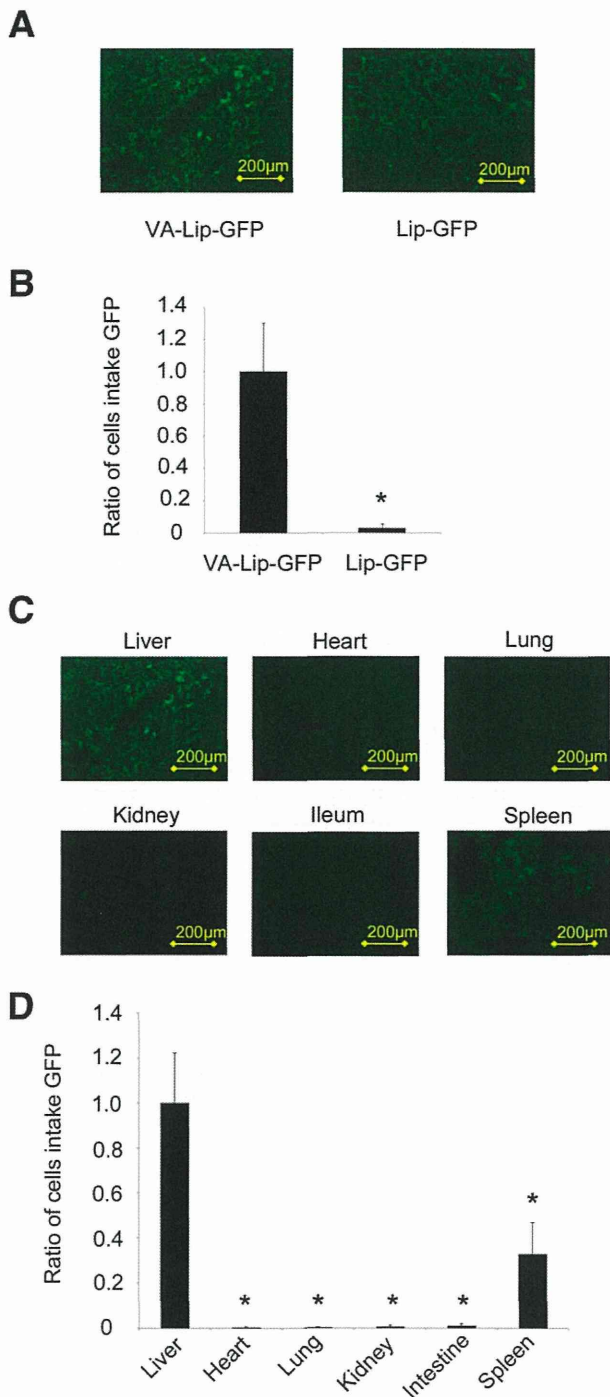 A
200µm
200µm
VA-Lip-GFP
Lip-GFP
B
Ratio of cells intake GFP
1.4
1.2
1.0
0.8
0.6
0.4
0.2
0
*
VA-Lip-GFP
Lip-GFP
C
Liver
Heart
Lung
200µm
200µm
200µm
Kidney
Ileum
Spleen
200µm
200µm
200µm
D
Ratio of cells intake GFP
1.4
1.2
1.0
0.8
0.6
0.4
0.2
0
*
*
*
*
*
Liver
Heart
Lung
Kidney
Intestine
Spleen